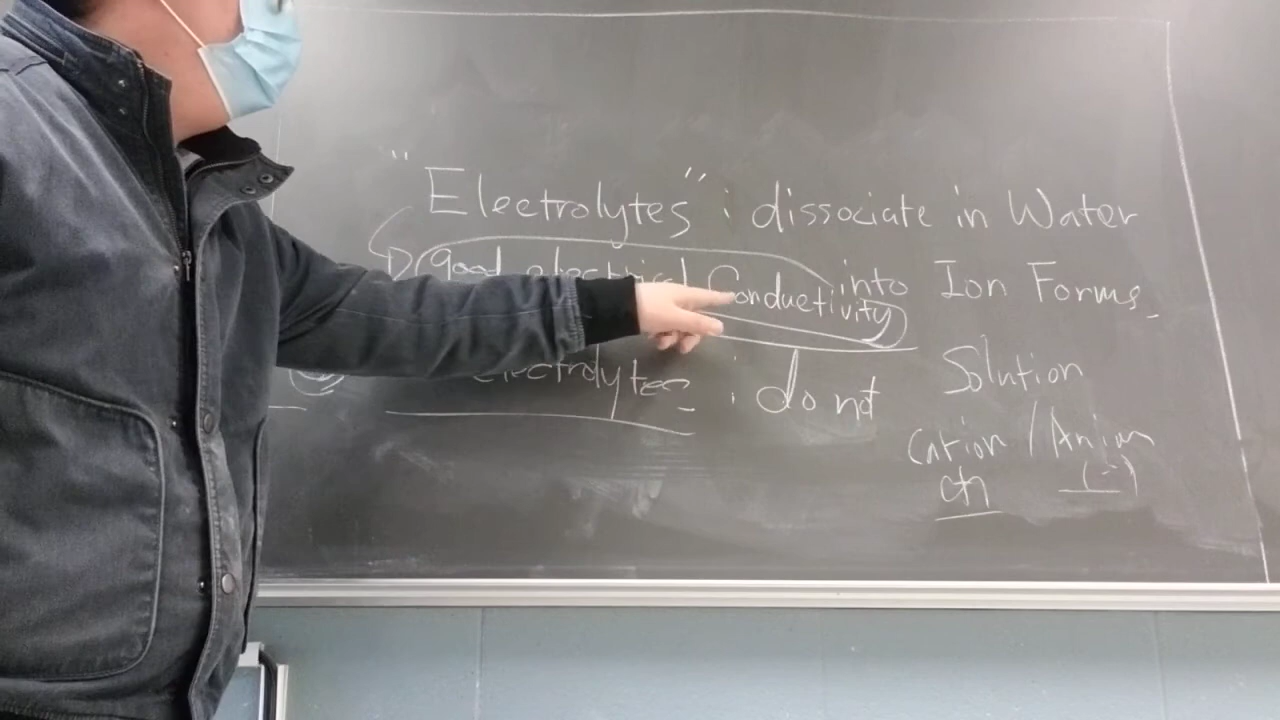 "Electrolytes" : dissociate in Water
good electrical Conductivity into Ion Forms
electrolytes : do not Solution
Cation / Anion
(+) (-)